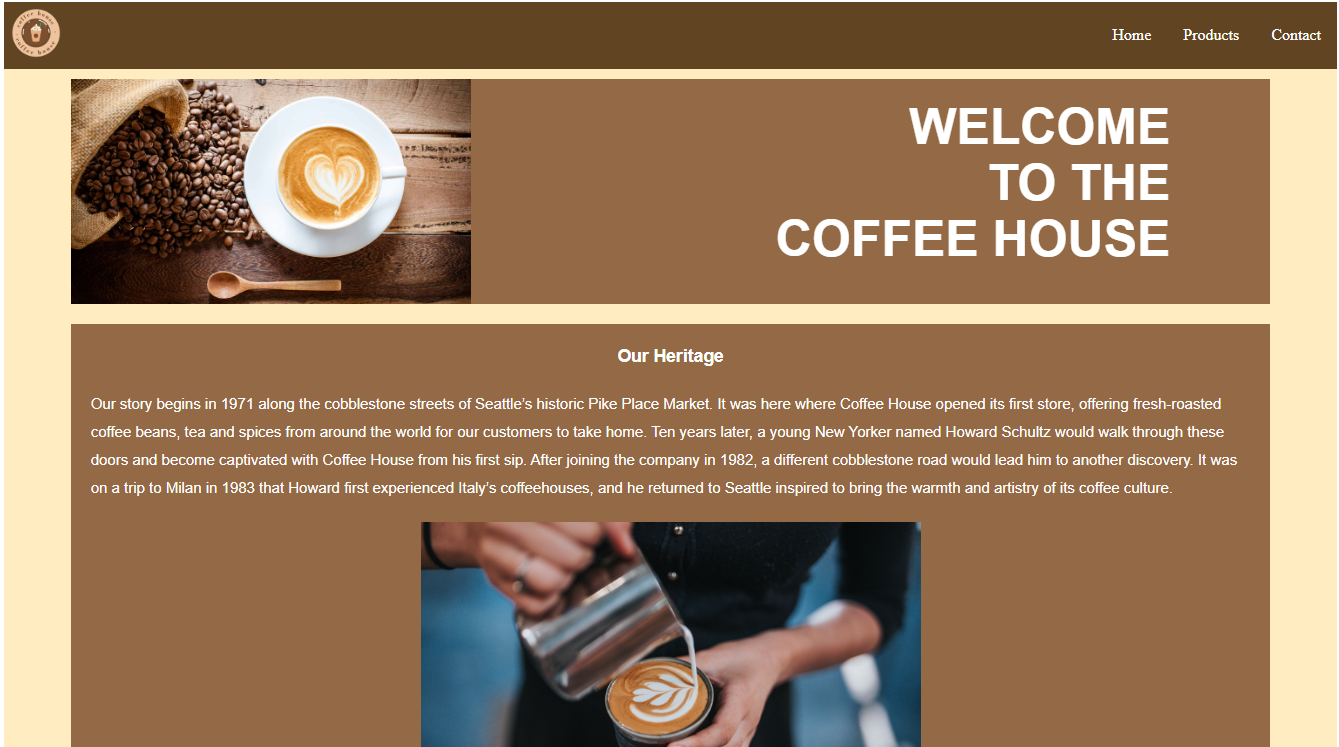 coffee house
coffee house
Home Products Contact
WELCOME
TO THE
COFFEE HOUSE
Our Heritage
Our story begins in 1971 along the cobblestone streets of Seattle’s historic Pike Place Market. It was here where Coffee House opened its first store, offering fresh-roasted
coffee beans, tea and spices from around the world for our customers to take home. Ten years later, a young New Yorker named Howard Schultz would walk through these
doors and become captivated with Coffee House from his first sip. After joining the company in 1982, a different cobblestone road would lead him to another discovery. It was
on a trip to Milan in 1983 that Howard first experienced Italy’s coffeehouses, and he returned to Seattle inspired to bring the warmth and artistry of its coffee culture.